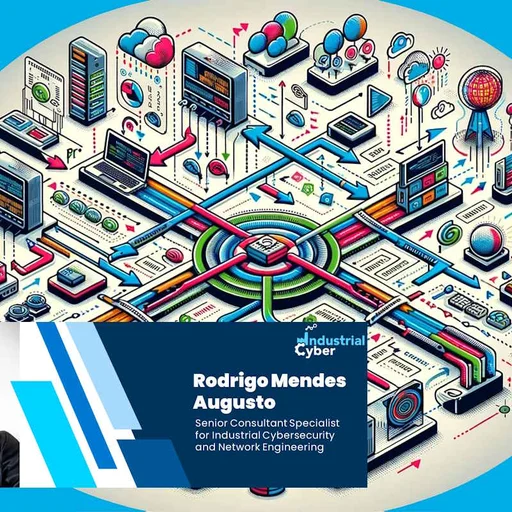 Industrial
Cyber
Rodrigo Mendes
Augusto
Senior Consultant Specialist
for Industrial Cybersecurity
and Network Engineering